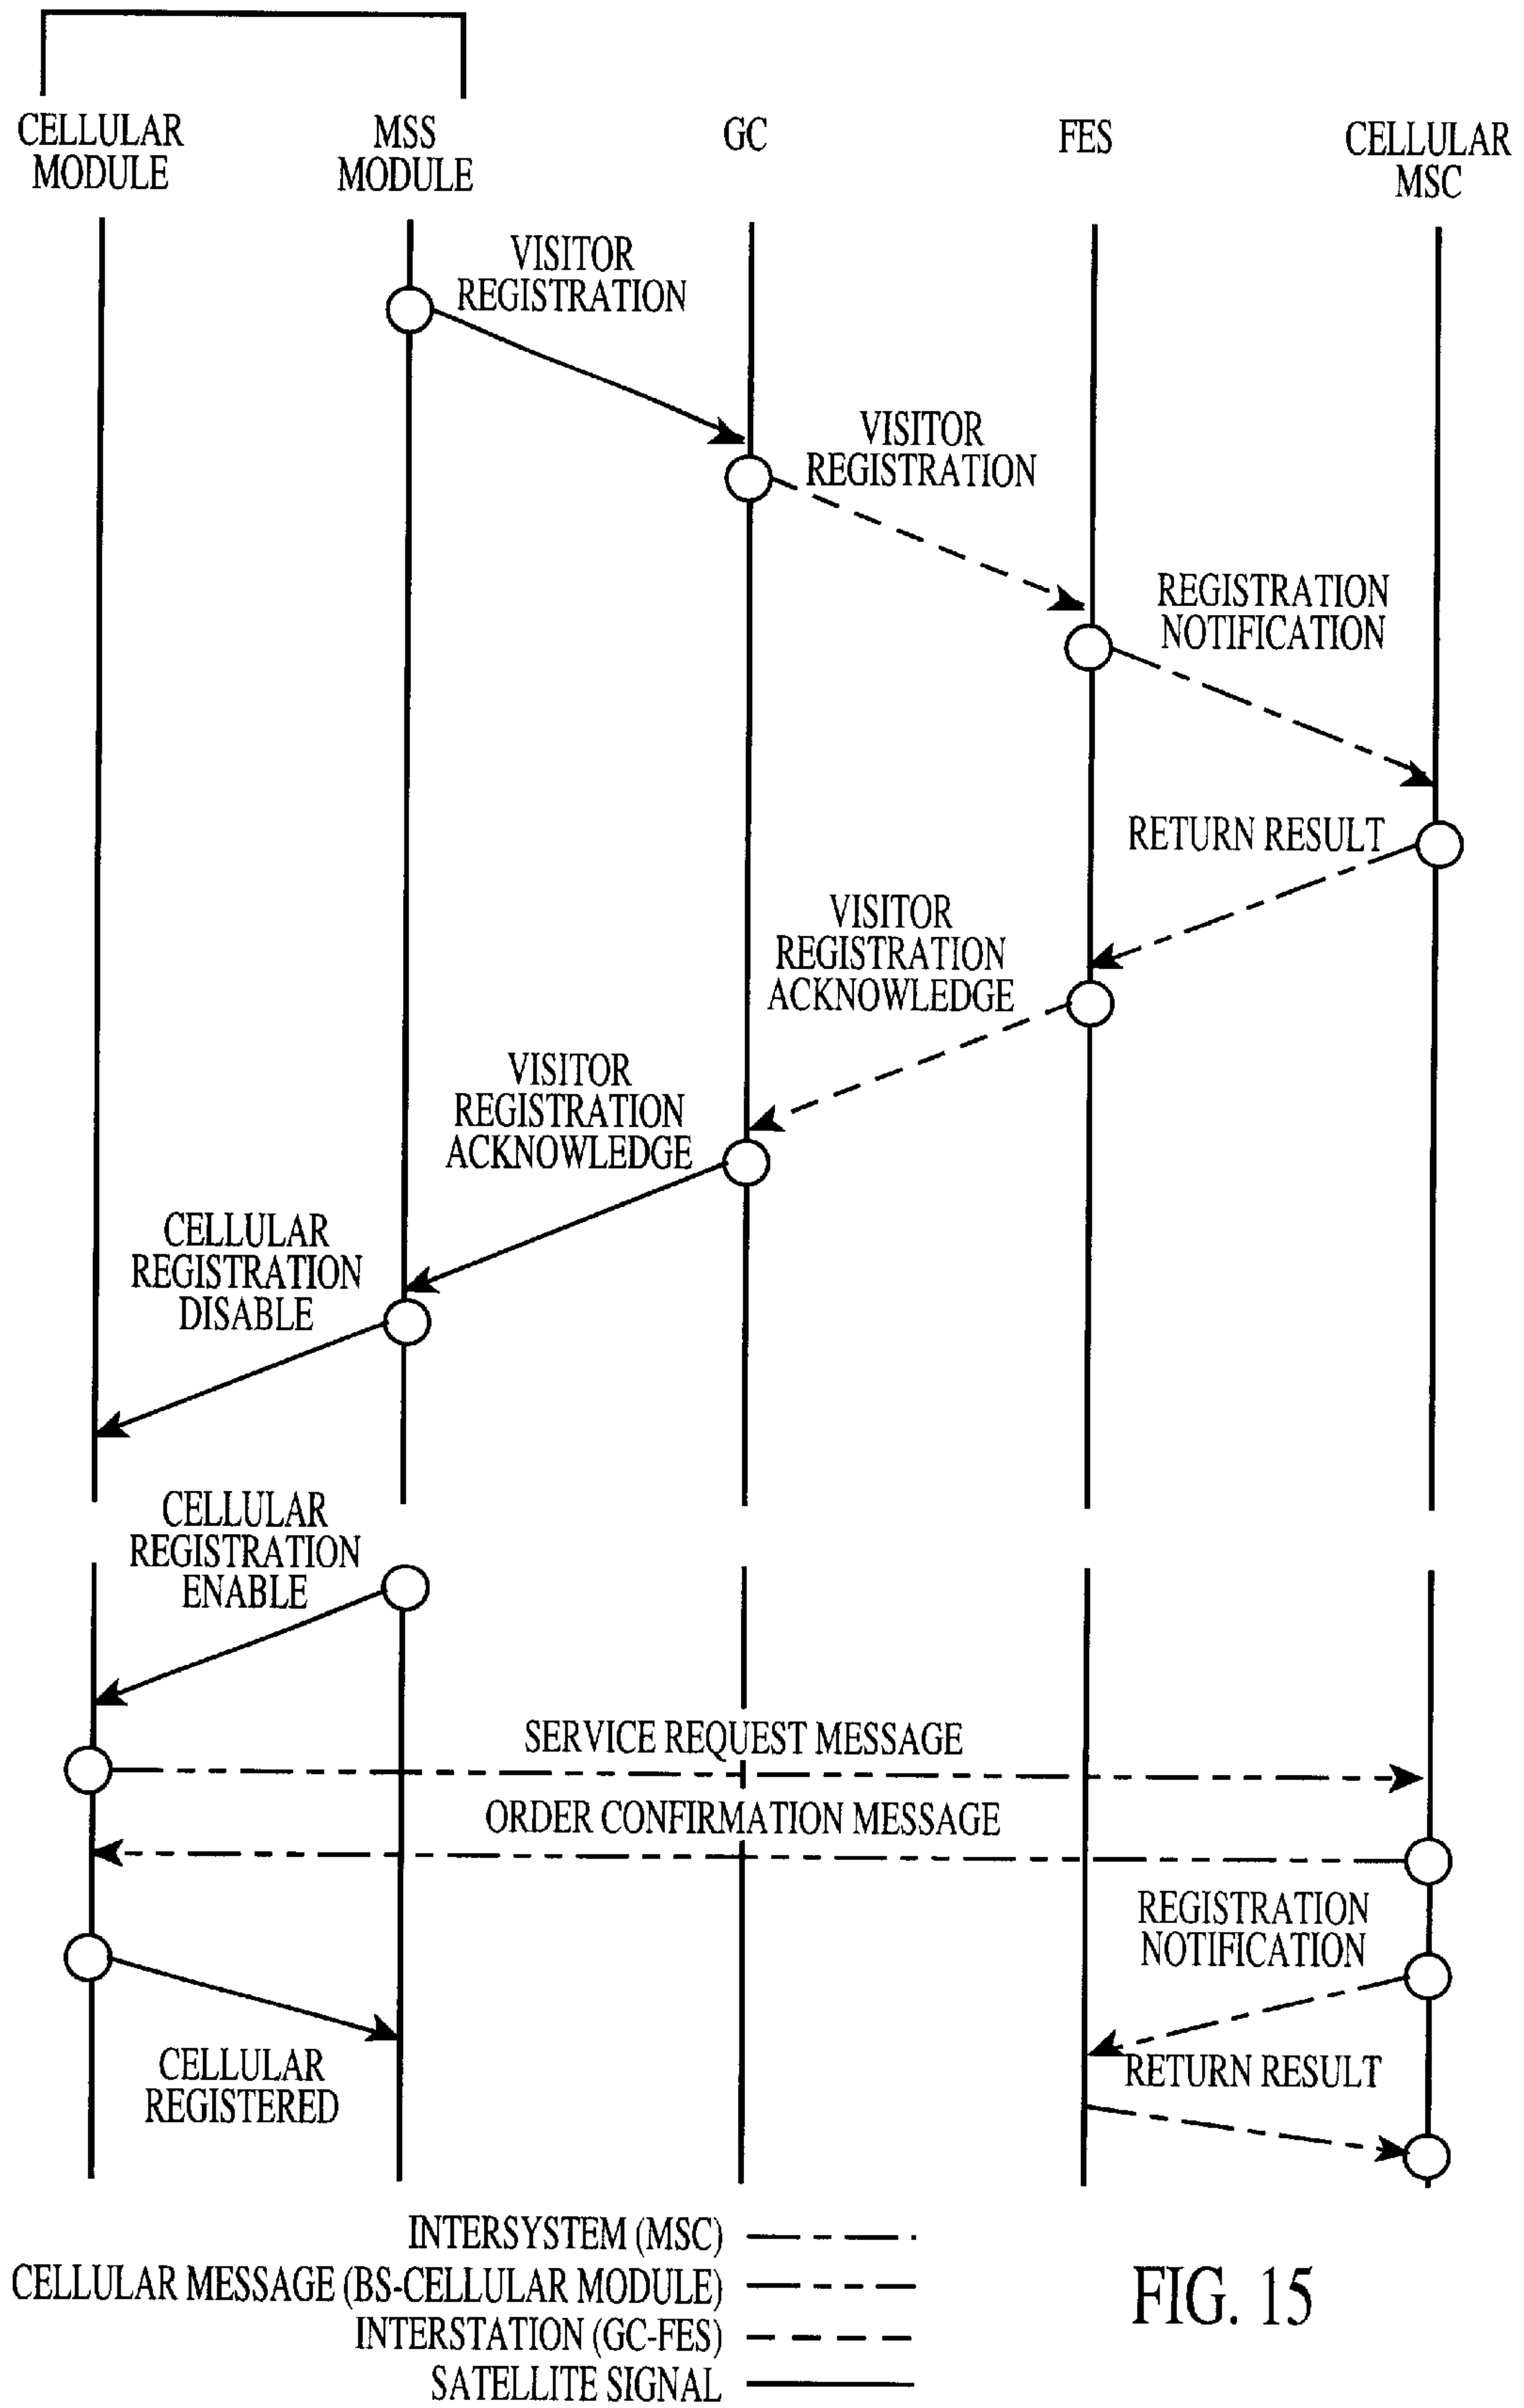 CELLULAR
MODULE
MSS
MODULE
GC
FES
CELLULAR
MSC
VISITOR
REGISTRATION
VISITOR
REGISTRATION
REGISTRATION
NOTIFICATION
RETURN RESULT
VISITOR
REGISTRATION
ACKNOWLEDGE
VISITOR
REGISTRATION
ACKNOWLEDGE
CELLULAR
REGISTRATION
DISABLE
CELLULAR
REGISTRATION
ENABLE
SERVICE REQUEST MESSAGE
ORDER CONFIRMATION MESSAGE
REGISTRATION
NOTIFICATION
CELLULAR
REGISTERED
RETURN RESULT
INTERSYSTEM (MSC)
CELLULAR MESSAGE (BS-CELLULAR MODULE)
INTERSTATION (GC-FES)
SATELLITE SIGNAL
FIG. 15